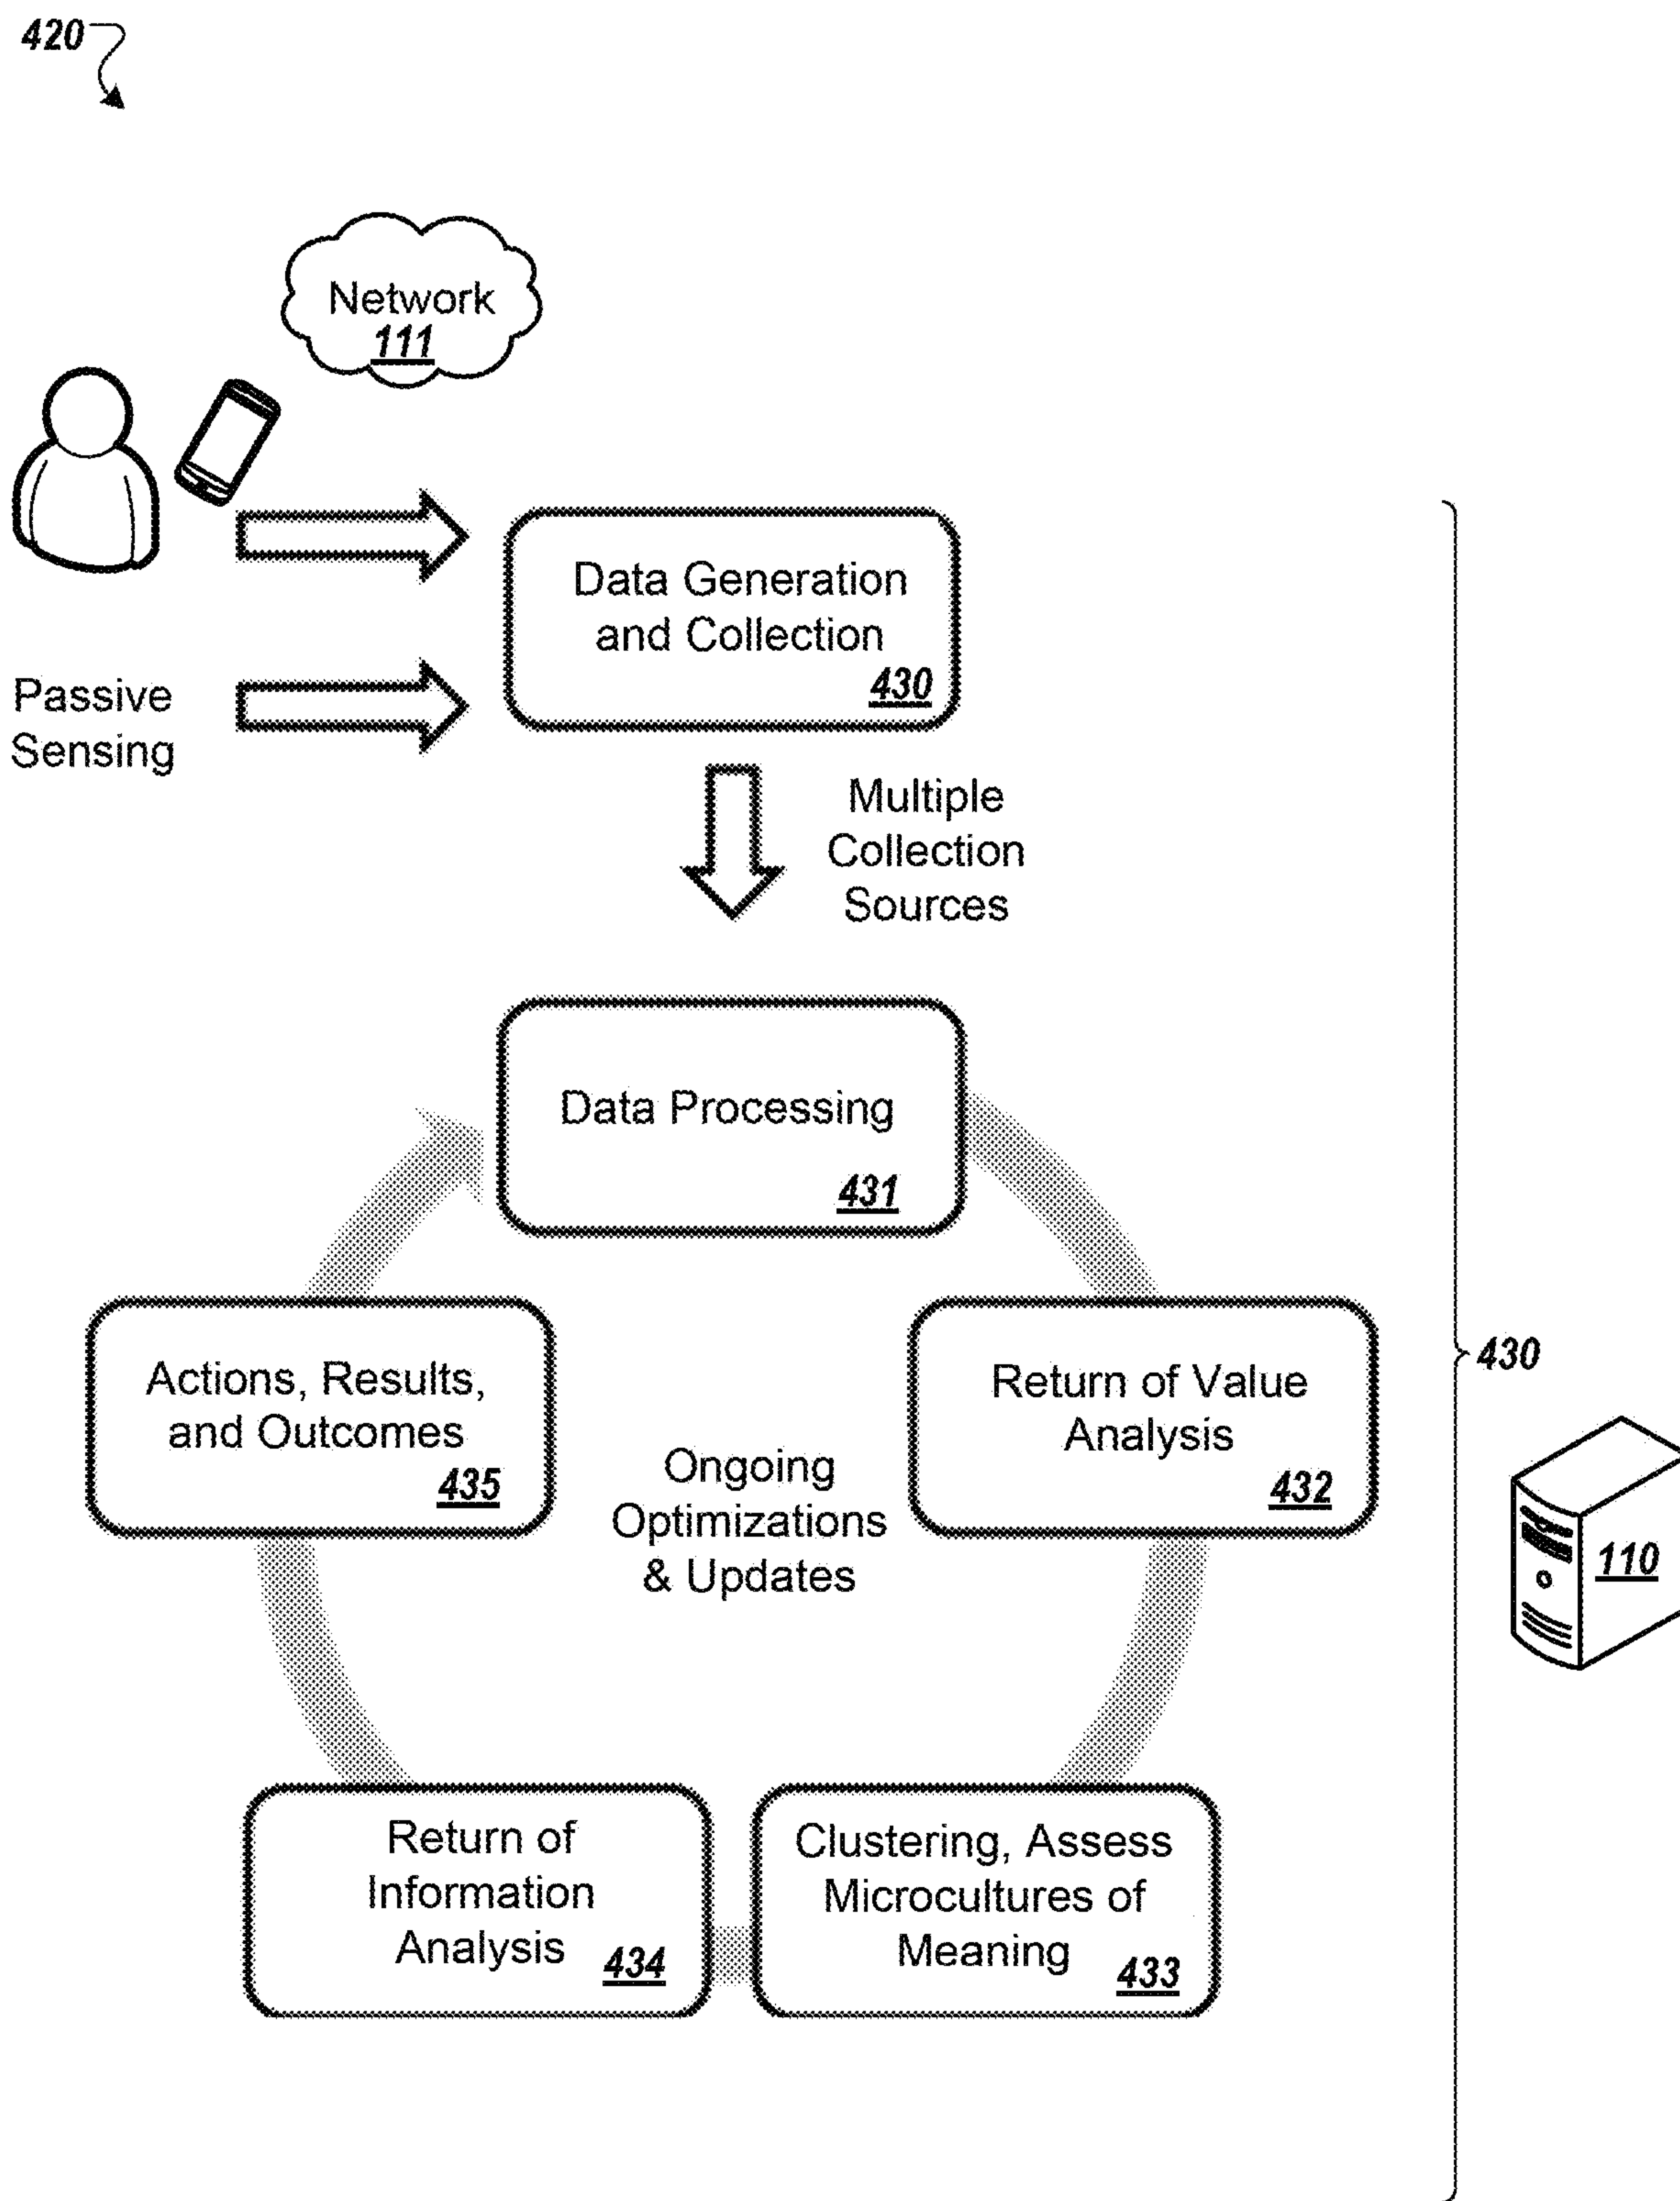 420
Network
111
Data Generation
and Collection
430
Passive
Sensing
Multiple
Collection
Sources
Data Processing
431
Actions, Results,
and Outcomes
435
Return of Value
Analysis
432
430
Ongoing
Optimizations
& Updates
110
Return of
Information
Analysis
434
Clustering, Assess
Microcultures of
Meaning
433